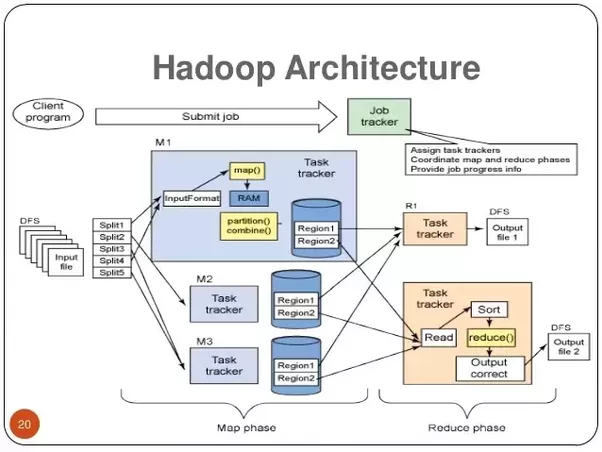 Hadoop Architecture
Client
program
Submit job
Job
tracker
Assign task trackers
Coordinate map and reduce phases
Provide job progress info
M1
map()
Task
tracker
InputFormat
RAM
partition()
combine()
Region1
Region2
DFS
Input
file
Split1
Split2
Split3
Split4
Split5
M2
Task
tracker
Region1
Region2
M3
Task
tracker
Region1
Region2
R1
Task
tracker
DFS
Output
file 1
Task
tracker
Sort
Read
reduce()
Output
correct
DFS
Output
file 2
Map phase
Reduce phase
20